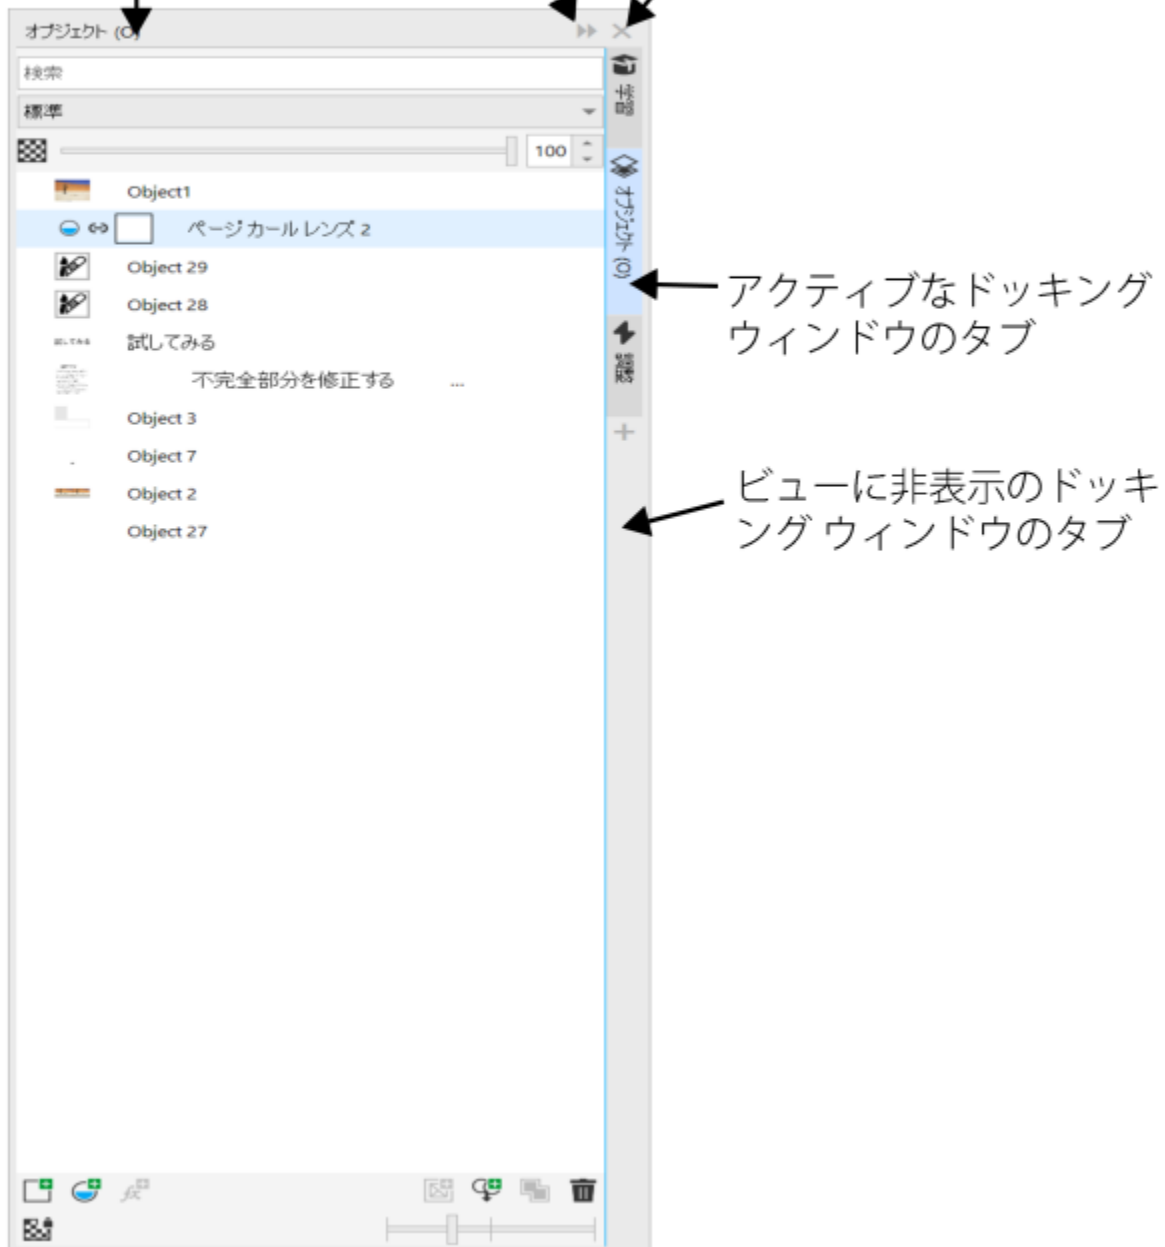 オブジェクト (O)
検索
標準
100
Object1
ページ カール レンズ 2
Object 29
Object 28
試してみる
試してみる
不完全部分を修正する ...
Object 3
Object 7
Object 2
Object 27
学習
オブジェクト (O)
調整
アクティブなドッキング
ウィンドウのタブ
ビューに非表示のドッキ
ング ウィンドウのタブ